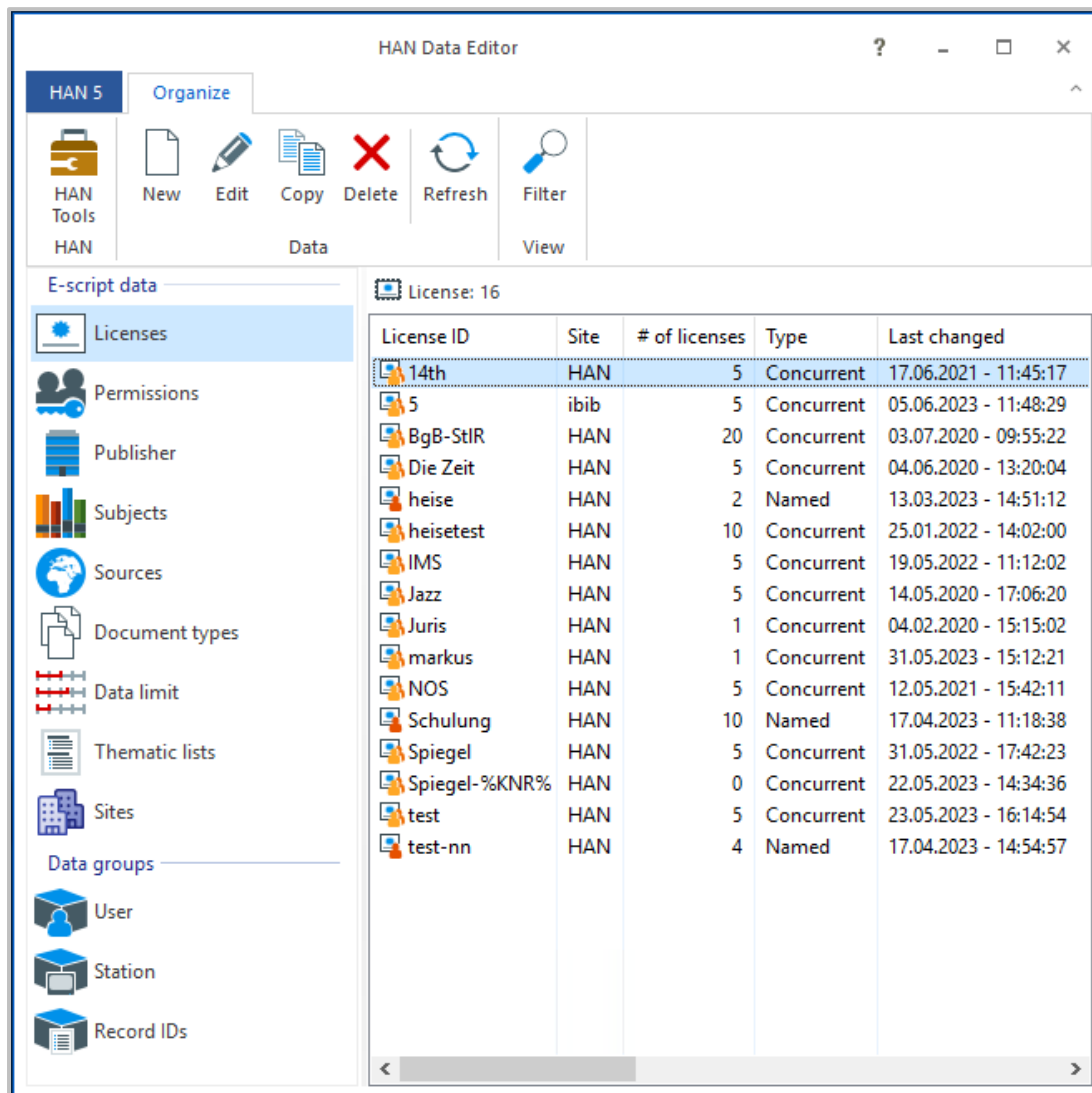 HAN Data Editor ?
HAN 5 Organize
HAN Tools New Edit Copy Delete Refresh Filter
HAN Data View
E-script data
Licenses
Permissions
Publisher
Subjects
Sources
Document types
Data limit
Thematic lists
Sites
Data groups
User
Station
Record IDs
License: 16
License ID Site # of licenses Type Last changed
14th HAN 5 Concurrent 17.06.2021 - 11:45:17
5 ibib 5 Concurrent 05.06.2023 - 11:48:29
BgB-StIR HAN 20 Concurrent 03.07.2020 - 09:55:22
Die Zeit HAN 5 Concurrent 04.06.2020 - 13:20:04
heise HAN 2 Named 13.03.2023 - 14:51:12
heisetest HAN 10 Concurrent 25.01.2022 - 14:02:00
IMS HAN 5 Concurrent 19.05.2022 - 11:12:02
Jazz HAN 5 Concurrent 14.05.2020 - 17:06:20
Juris HAN 1 Concurrent 04.02.2020 - 15:15:02
markus HAN 1 Concurrent 31.05.2023 - 15:12:21
NOS HAN 5 Concurrent 12.05.2021 - 15:42:11
Schulung HAN 10 Named 17.04.2023 - 11:18:38
Spiegel HAN 5 Concurrent 31.05.2022 - 17:42:23
Spiegel-%KNR% HAN 0 Concurrent 22.05.2023 - 14:34:36
test HAN 5 Concurrent 23.05.2023 - 16:14:54
test-nn HAN 4 Named 17.04.2023 - 14:54:57